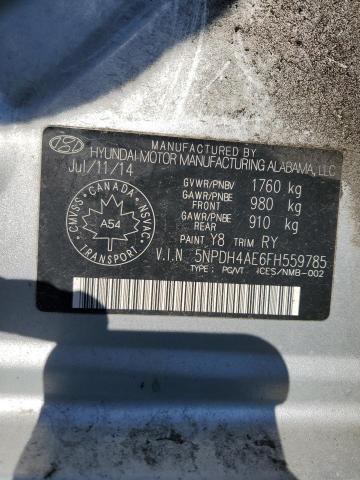 MANUFACTURED BY
HYUNDAI MOTOR MANUFACTURING ALABAMA, LLC
Jul/11/14
GVWR/PNBV 1760 kg
GAWR/PNBE FRONT 980 kg
GAWR/PNBE REAR 910 kg
PAINT Y8 TRIM RY
V.I.N 5NPDH4AE6FH559785
TYPE: PG/VT ICES/NMB-002
CANADA
CMVSS
NSVAC
A54
TRANSPORT